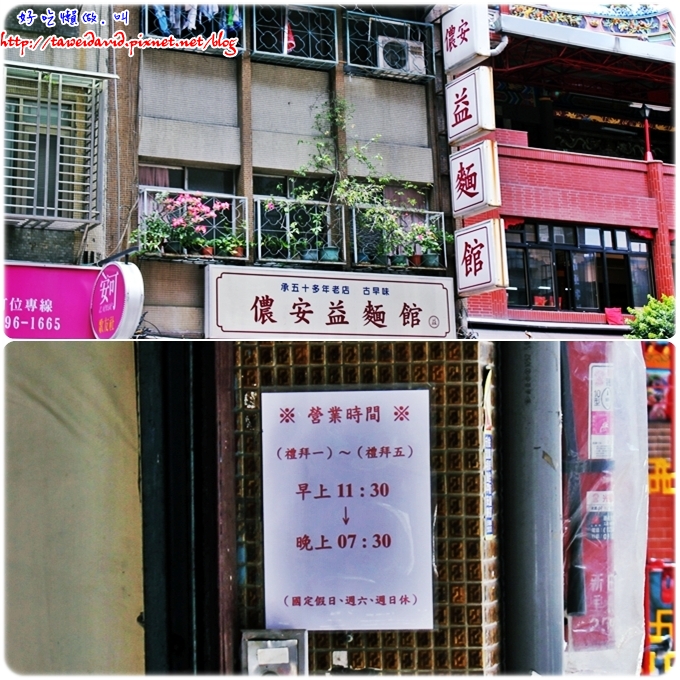 好吃懶做.叫
http://taweidavid.pixnet.net/blog
儂安
益
麵
館
承五十多年老店 古早味
儂安益麵館
訂位專線
96-1665
安可
※ 營業時間 ※
（禮拜一）～（禮拜五）
早上 11：30
↓
晚上 07：30
（國定假日、週六、週日休）